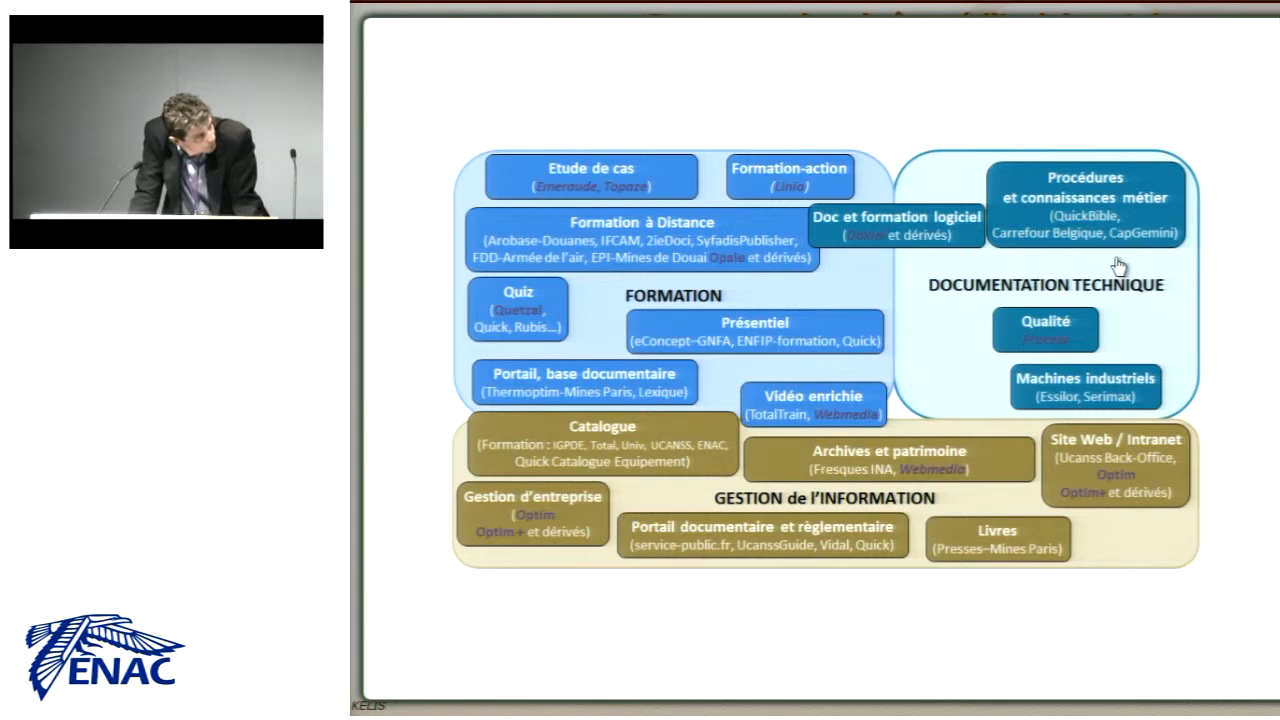 Etude de cas
(Emeraude, Topaze)
Formation-action
(Linio)
Procédures
et connaissances métier
(QuickBible,
Carrefour Belgique, CapGemini)
Formation à Distance
(Arobase-Douanes, IFCAM, 2ieDoci, SyfadisPublisher,
FDD-Armée de l'air, EPI-Mines de Douai Opale et dérivés)
Doc et formation logiciel
et dérivés)
Quiz
(Quetzal,
Quick, Rubis...)
FORMATION
DOCUMENTATION TECHNIQUE
Présentiel
(eConcept–GNFA, ENFIP-formation, Quick)
Qualité
Portail, base documentaire
(Thermoptim-Mines Paris, Lexique)
Vidéo enrichie
(TotalTrain, Webmedia)
Machines industriels
(Essilor, Serimax)
Catalogue
(Formation : IGPDE, Total, Univ, UCANSS, ENAC,
Quick Catalogue Equipement)
Archives et patrimoine
(Fresques INA, Webmedia)
Site Web / Intranet
(Ucanss Back-Office,
Optim
Optim+ et dérivés)
Gestion d'entreprise
(Optim
Optim + et dérivés)
GESTION de l'INFORMATION
Portail documentaire et règlementaire
(service-public.fr, UcanssGuide, Vidal, Quick)
Livres
(Presses–Mines Paris)
ENAC
KELIS